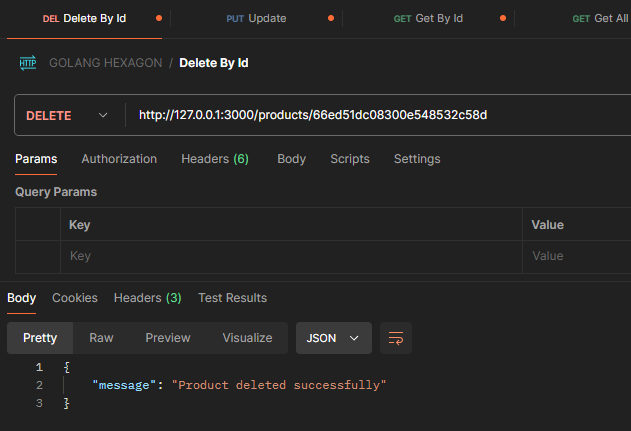 DEL Delete By Id PUT Update GET Get By Id GET Get All
HTTP GOLANG HEXAGON / Delete By Id
DELETE http://127.0.0.1:3000/products/66ed51dc08300e548532c58d
Params Authorization Headers (6) Body Scripts Settings
Query Params
Key Value
Key Value
Body Cookies Headers (3) Test Results
Pretty Raw Preview Visualize JSON
1 {
2 "message": "Product deleted successfully"
3 }